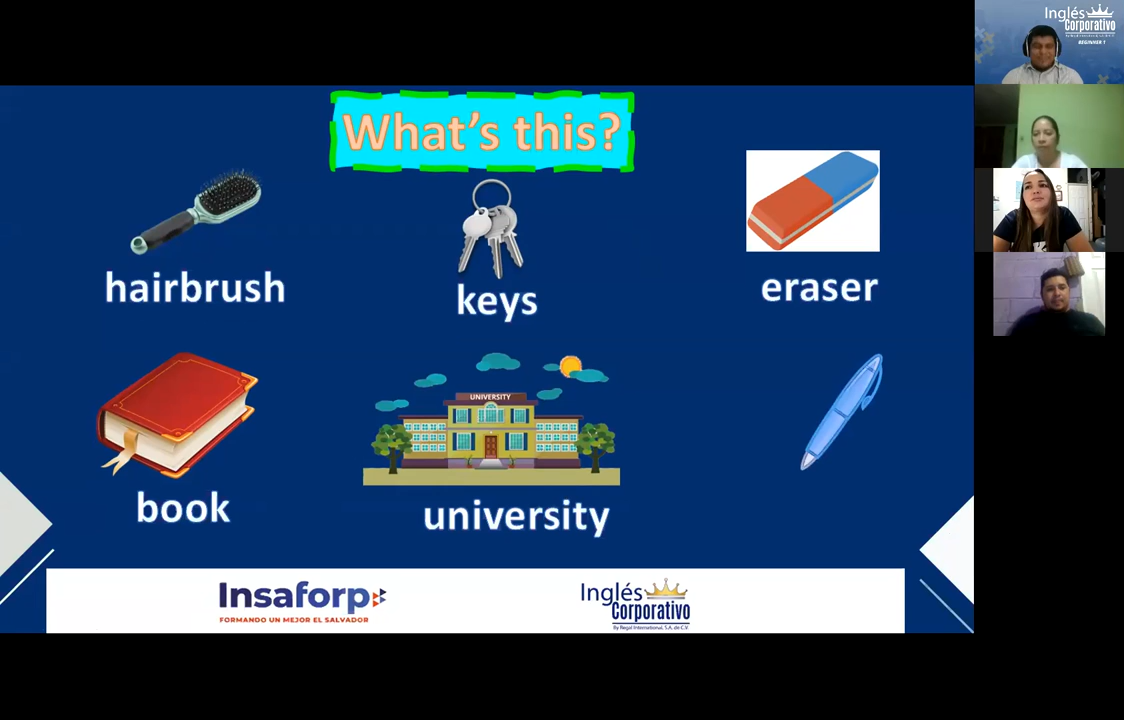 What's this?
hairbrush
keys
eraser
book
UNIVERSITY
university
Insaforp
FORMANDO UN MEJOR EL SALVADOR
Inglés
Corporativo
By Regal International, S.A. de C.V.
Inglés
Corporativo
BEGINNER 1